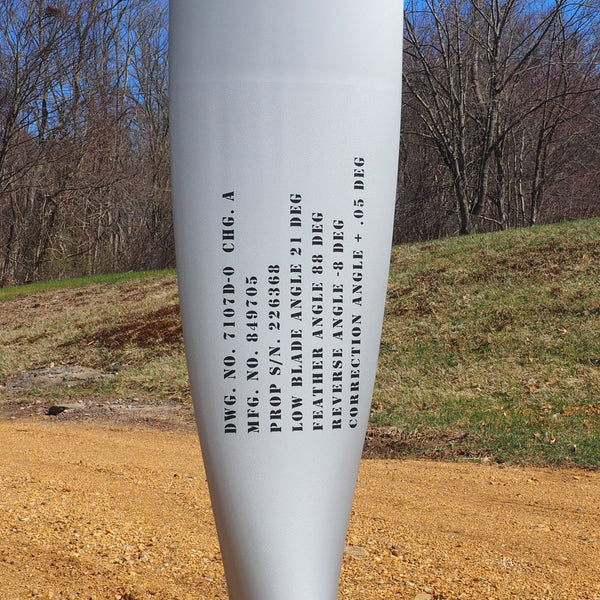 DWG. NO. 7107D-0 CHG. A
MFG. NO. 849705
PROP S/N. 226368
LOW BLADE ANGLE 21 DEG
FEATHER ANGLE 88 DEG
REVERSE ANGLE -8 DEG
CORRECTION ANGLE + .05 DEG